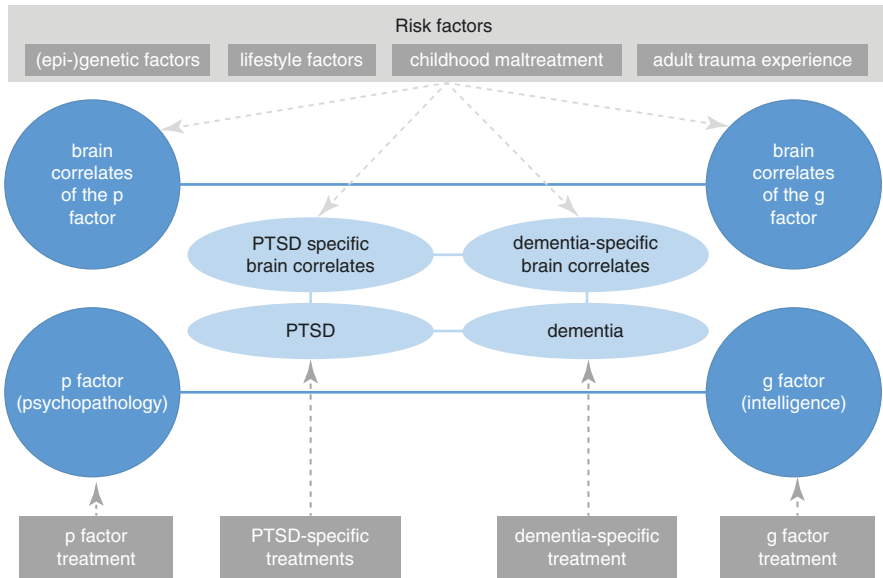 Risk factors
(epi-)genetic factors
lifestyle factors
childhood maltreatment
adult trauma experience
brain
correlates
of the p
factor
brain
correlates
of the g
factor
PTSD specific
brain correlates
dementia-specific
brain correlates
PTSD
dementia
p factor
(psychopathology)
g factor
(intelligence)
p factor
treatment
PTSD-specific
treatments
dementia-specific
treatment
g factor
treatment